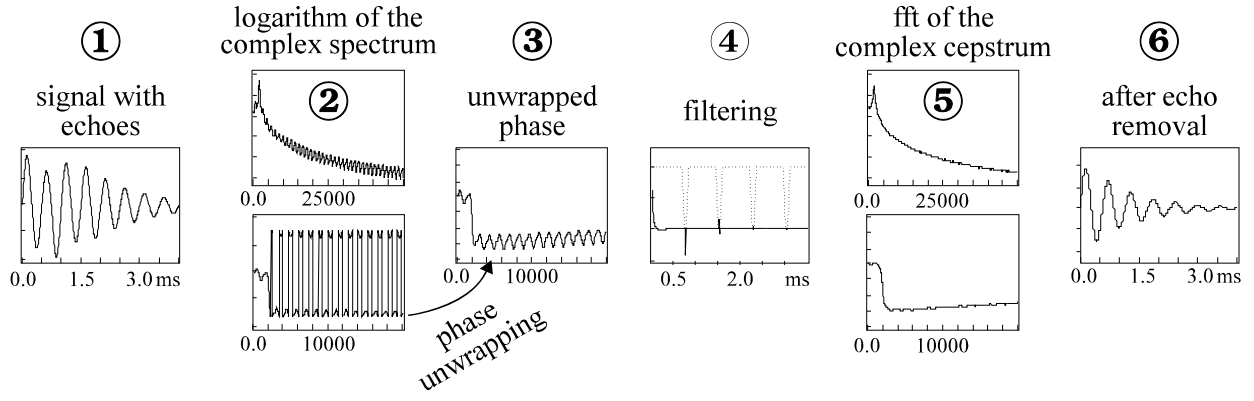 ①
signal with
echoes
0.0 1.5 3.0 ms
logarithm of the
complex spectrum
②
0.0 25000
0.0 10000
phase
unwrapping
③
unwrapped
phase
0.0 10000
④
filtering
0.5 2.0 ms
fft of the
complex cepstrum
⑤
0.0 25000
0.0 10000
⑥
after echo
removal
0.0 1.5 3.0 ms